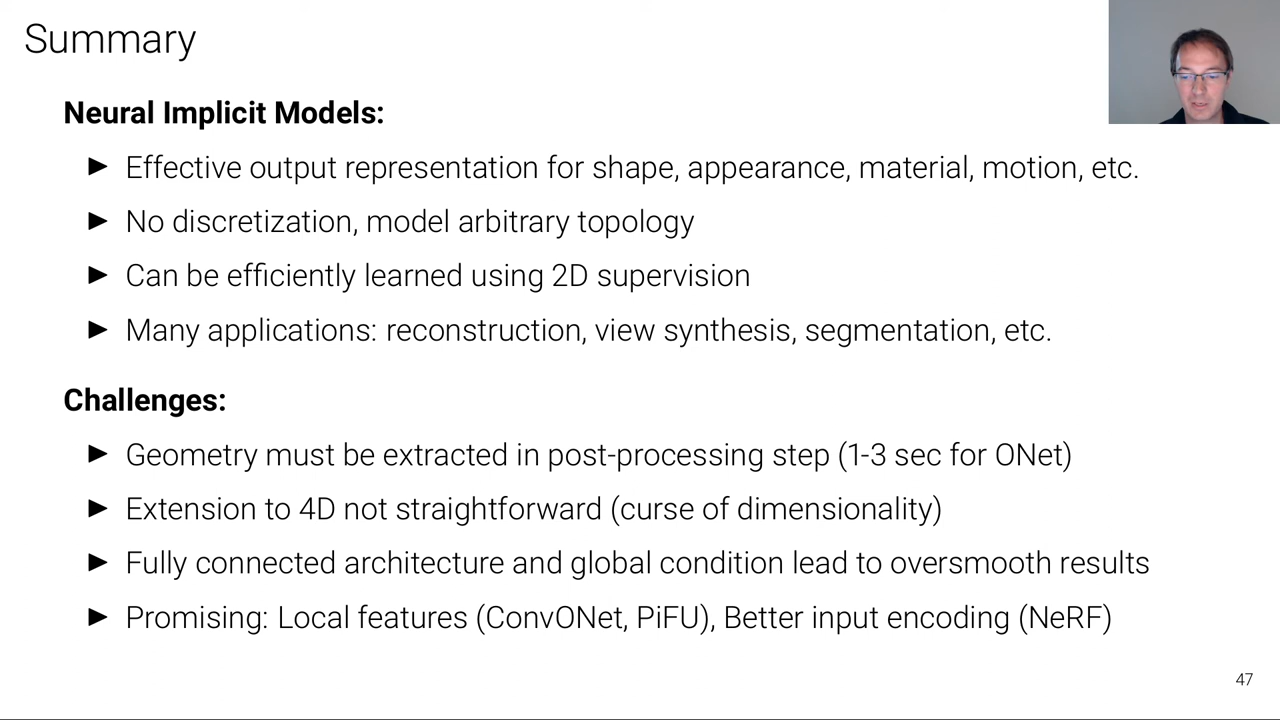 Summary
Neural Implicit Models:
► Effective output representation for shape, appearance, material, motion, etc.
► No discretization, model arbitrary topology
► Can be efficiently learned using 2D supervision
► Many applications: reconstruction, view synthesis, segmentation, etc.
Challenges:
► Geometry must be extracted in post-processing step (1-3 sec for ONet)
► Extension to 4D not straightforward (curse of dimensionality)
► Fully connected architecture and global condition lead to oversmooth results
► Promising: Local features (ConvONet, PiFU), Better input encoding (NeRF)
47